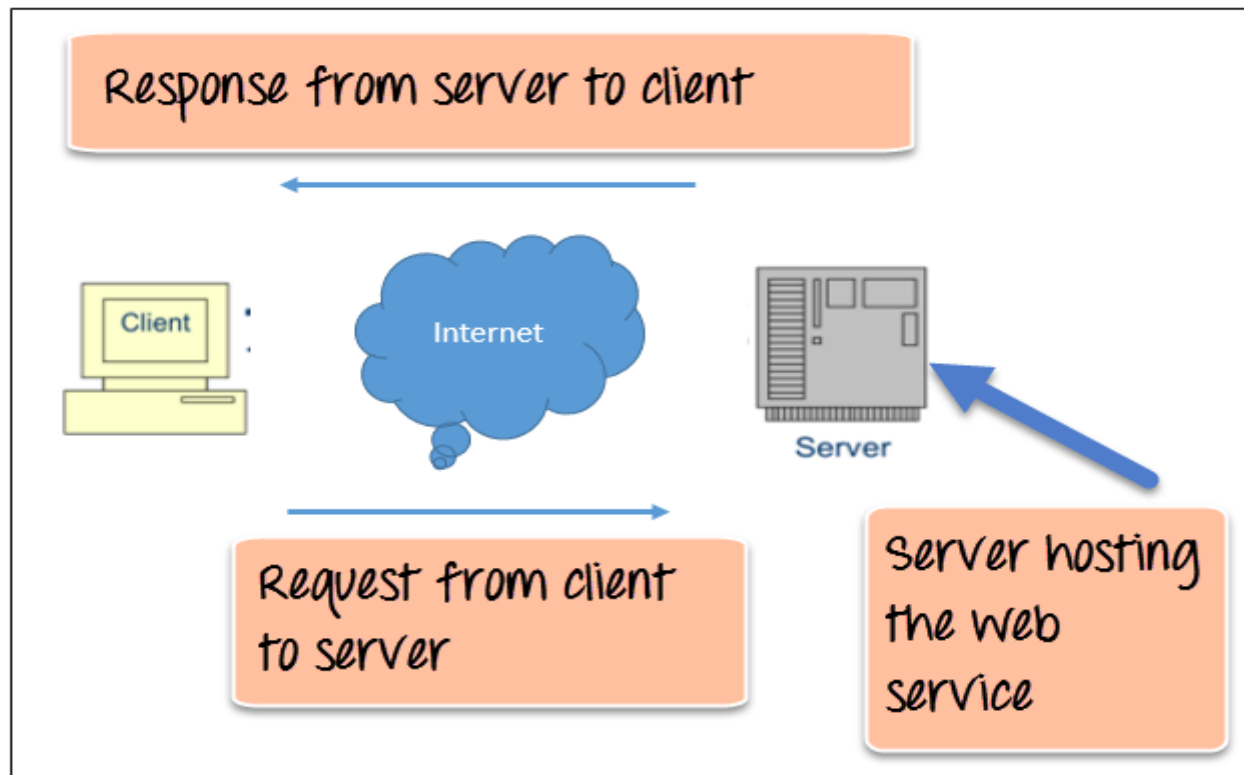 Response from server to client
Client
Internet
Server
Request from client
to server
Server hosting
the web
service